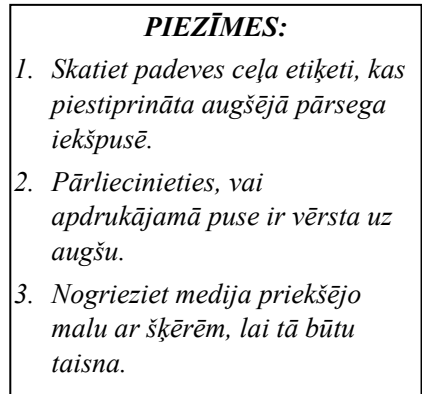 PIEZĪMES:
1. Skatiet padeves ceļa etiķeti, kas
piestiprināta augšējā pārsega
iekšpusē.
2. Pārliecinieties, vai
apdrukājamā puse ir vērsta uz
augšu.
3. Nogrieziet medija priekšējo
malu ar šķērēm, lai tā būtu
taisna.